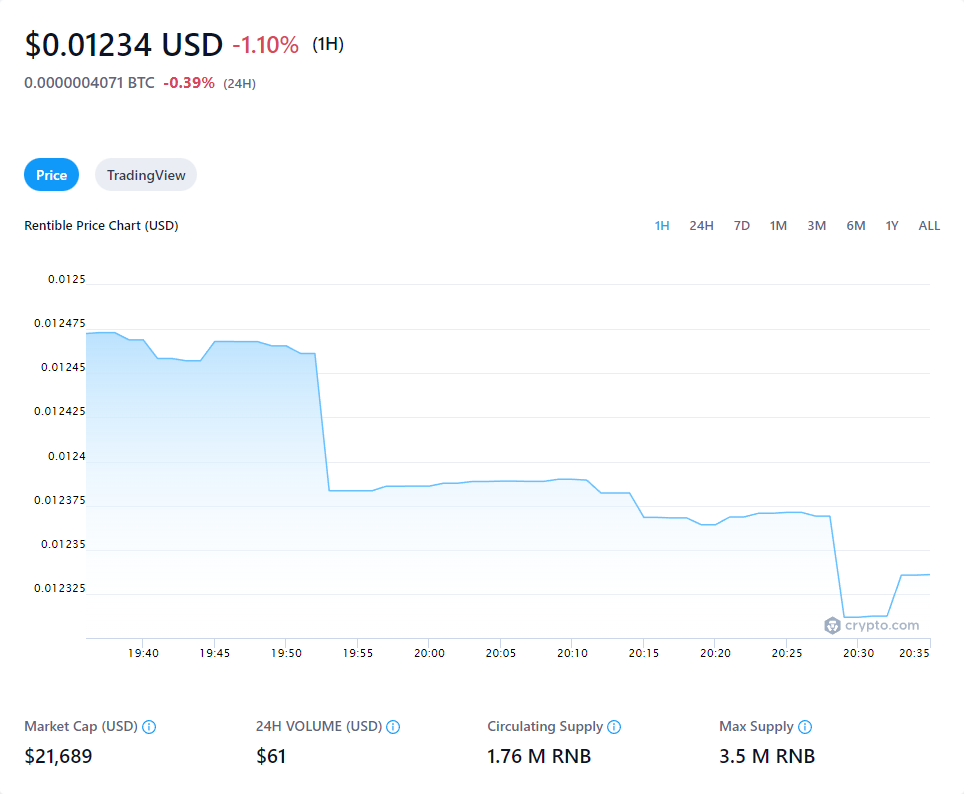 $0.01234 USD -1.10% (1H)
0.0000004071 BTC -0.39% (24H)
Price TradingView
Rentible Price Chart (USD) 1H 24H 7D 1M 3M 6M 1Y ALL
0.0125
0.012475
0.01245
0.012425
0.0124
0.012375
0.01235
0.012325
crypto.com
19:40 19:45 19:50 19:55 20:00 20:05 20:10 20:15 20:20 20:25 20:30 20:35
Market Cap (USD) 24H VOLUME (USD) Circulating Supply Max Supply
$21,689 $61 1.76 M RNB 3.5 M RNB